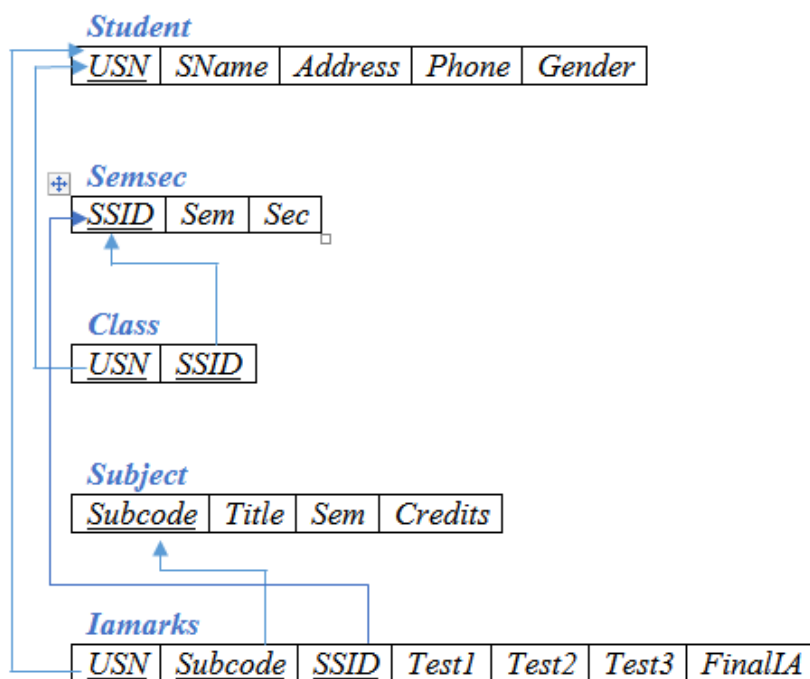 Student
USN SName Address Phone Gender
Semsec
SSID Sem Sec
Class
USN SSID
Subject
Subcode Title Sem Credits
Iamarks
USN Subcode SSID Test1 Test2 Test3 FinalIA